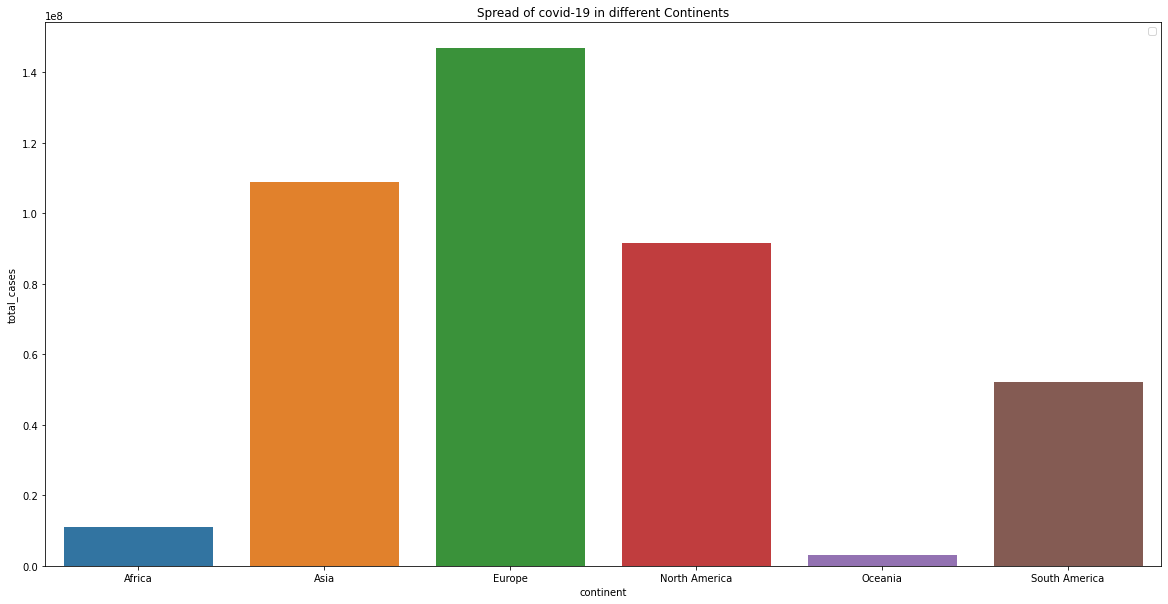 Spread of covid-19 in different Continents
1e8
1.4
1.2
1.0
0.8
0.6
0.4
0.2
0.0
total_cases
Africa Asia Europe North America Oceania South America
continent